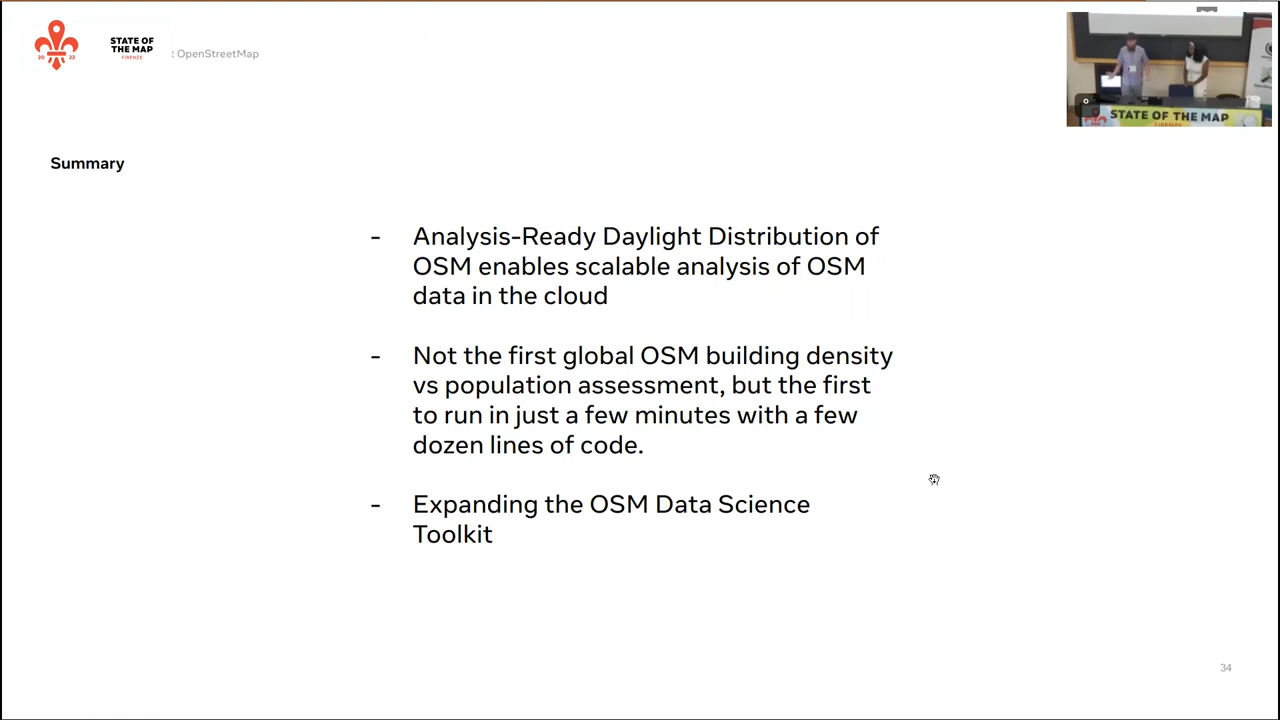 STATE OF
THE MAP
FIRENZE
20 22
t OpenStreetMap
STATE OF THE MAP
FIRENZE
Summary
- Analysis-Ready Daylight Distribution of
OSM enables scalable analysis of OSM
data in the cloud
- Not the first global OSM building density
vs population assessment, but the first
to run in just a few minutes with a few
dozen lines of code.
- Expanding the OSM Data Science
Toolkit
34